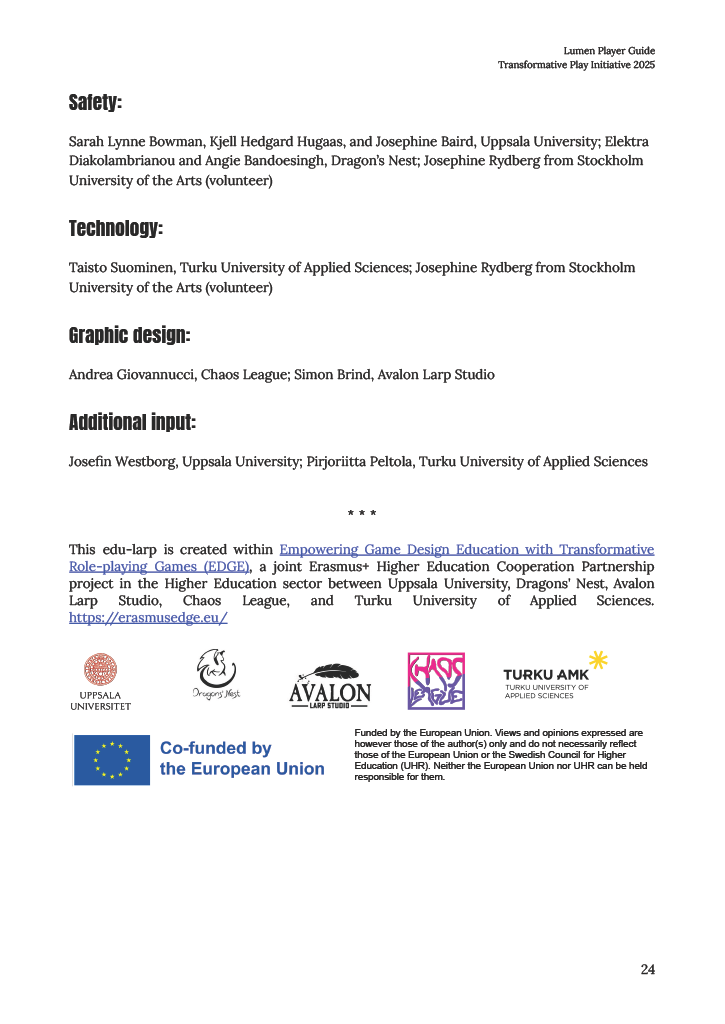 Lumen Player Guide
Transformative Play Initiative 2025
Safety:
Sarah Lynne Bowman, Kjell Hedgard Hugaas, and Josephine Baird, Uppsala University; Elektra
Diakolambrianou and Angie Bandoesingh, Dragon's Nest; Josephine Rydberg from Stockholm
University of the Arts (volunteer)
Technology:
Taisto Suominen, Turku University of Applied Sciences; Josephine Rydberg from Stockholm
University of the Arts (volunteer)
Graphic design:
Andrea Giovannucci, Chaos League; Simon Brind, Avalon Larp Studio
Additional input:
Josefin Westborg, Uppsala University; Pirjoriitta Peltola, Turku University of Applied Sciences
* * *
This edu-larp is created within Empowering Game Design Education with Transformative
Role-playing Games (EDGE), a joint Erasmus+ Higher Education Cooperation Partnership
project in the Higher Education sector between Uppsala University, Dragons' Nest, Avalon
Larp Studio, Chaos League, and Turku University of Applied Sciences.
https://erasmusedge.eu/
UPPSALA
UNIVERSITET
Dragons' Nest
AVALON
LARP STUDIO
CHAOS
LEAGUE
TURKU AMK
TURKU UNIVERSITY OF
APPLIED SCIENCES
Co-funded by
the European Union
Funded by the European Union. Views and opinions expressed are
however those of the author(s) only and do not necessarily reflect
those of the European Union or the Swedish Council for Higher
Education (UHR). Neither the European Union nor UHR can be held
responsible for them.
24